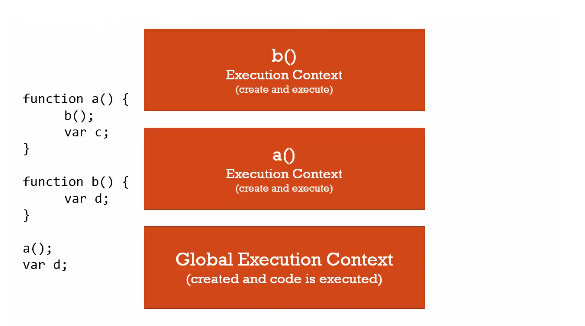 function a() {
b();
var c;
}
function b() {
var d;
}
a();
var d;
b()
Execution Context
(create and execute)
a()
Execution Context
(create and execute)
Global Execution Context
(created and code is executed)